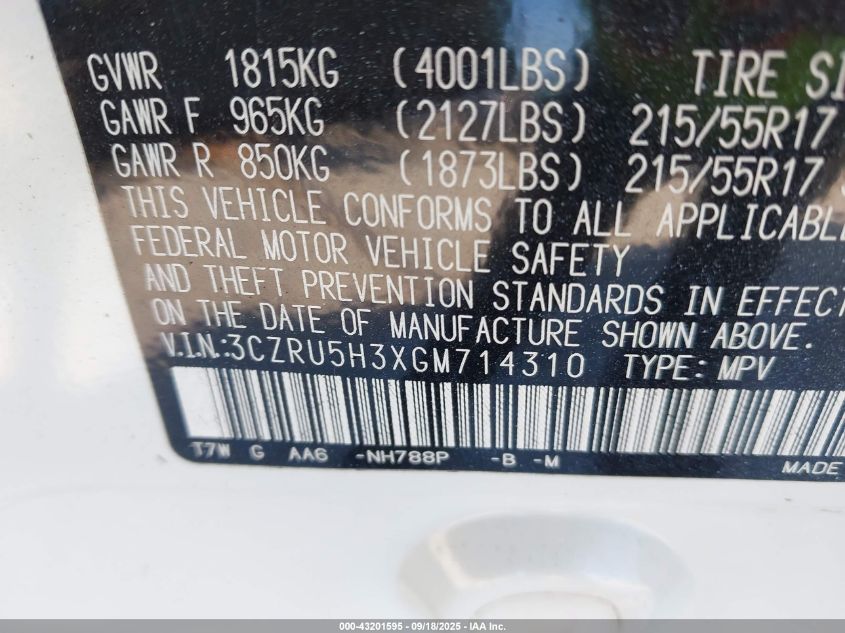 GVWR 1815KG (4001LBS) TIRE SI
GAWR F 965KG (2127LBS) 215/55R17
GAWR R 850KG (1873LBS) 215/55R17
THIS VEHICLE CONFORMS TO ALL APPLICABLE
FEDERAL MOTOR VEHICLE SAFETY
AND THEFT PREVENTION STANDARDS IN EFFECT
ON THE DATE OF MANUFACTURE SHOWN ABOVE.
V.I.N.:3CZRU5H3XGM714310 TYPE: MPV
T7W G AA6 -NH788P -B -M
MADE
000-43201595 - 09/18/2025 - IAA Inc.